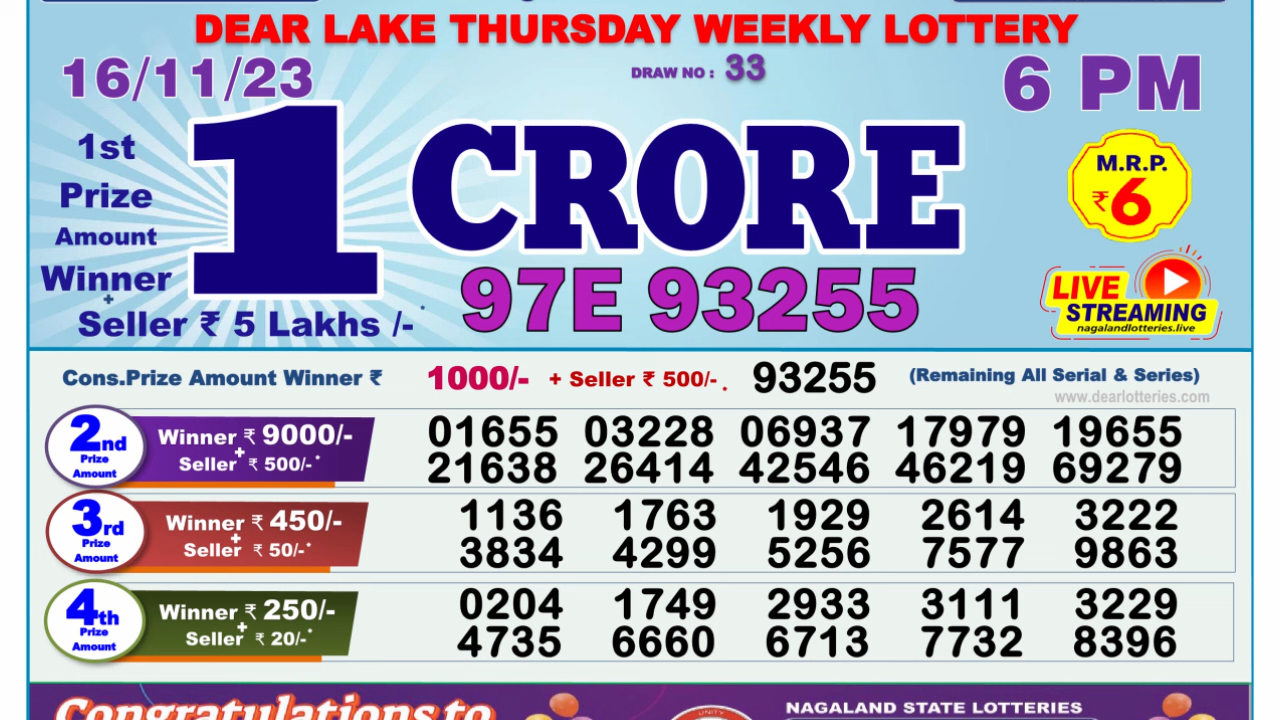 DEAR LAKE THURSDAY WEEKLY LOTTERY
16/11/23
DRAW NO : 33
6 PM
1st
Prize
Amount
Winner
+
Seller ₹ 5 Lakhs /- *
1 CRORE
97E 93255
M.R.P.
₹6
LIVE
STREAMING
nagalandlotteries.live
Cons.Prize Amount Winner ₹ 1000/- + Seller ₹ 500/- . 93255 (Remaining All Serial & Series)
www.dearlotteries.com
2nd
Prize
Amount
Winner ₹ 9000/-
+
Seller ₹ 500/- *
01655 03228 06937 17979 19655
21638 26414 42546 46219 69279
3rd
Prize
Amount
Winner ₹ 450/-
+
Seller ₹ 50/- *
1136 1763 1929 2614 3222
3834 4299 5256 7577 9863
4th
Prize
Amount
Winner ₹ 250/-
+
Seller ₹ 20/- *
0204 1749 2933 3111 3229
4735 6660 6713 7732 8396
Congratulations to
UNITY
NAGALAND STATE LOTTERIES